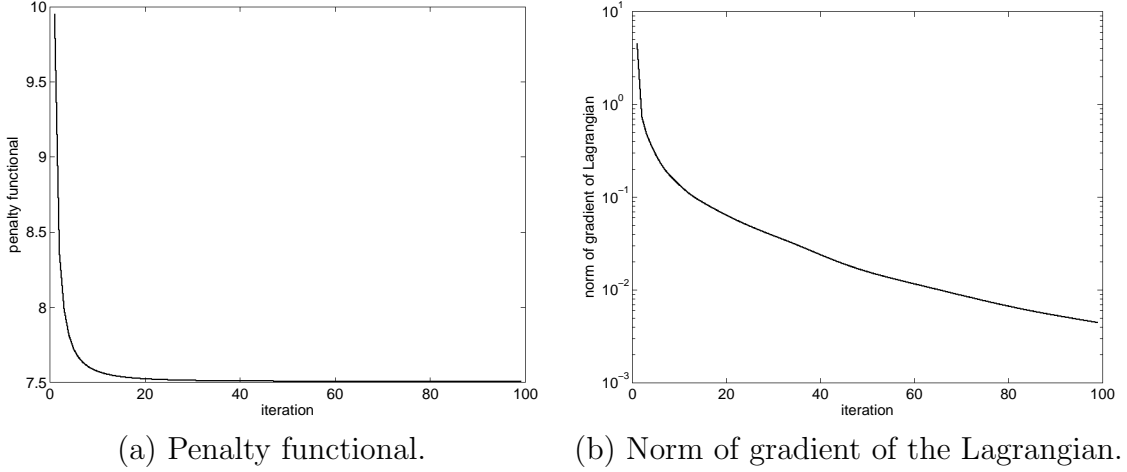 10
9.5
9
8.5
8
7.5
penalty functional
0 20 40 60 80 100
iteration
(a) Penalty functional.
10^1
10^0
10^-1
10^-2
10^-3
norm of gradient of Lagrangian
0 20 40 60 80 100
iteration
(b) Norm of gradient of the Lagrangian.